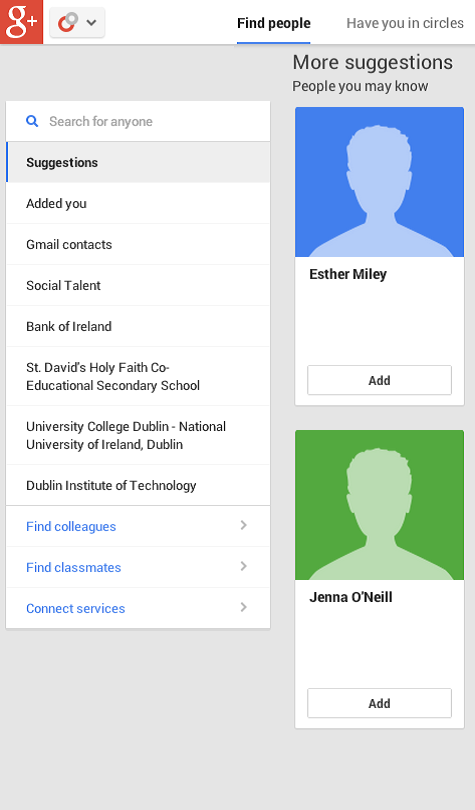 g+
Find people
Have you in circles
More suggestions
People you may know
Search for anyone
Suggestions
Added you
Gmail contacts
Social Talent
Bank of Ireland
St. David's Holy Faith Co-
Educational Secondary School
University College Dublin - National
University of Ireland, Dublin
Dublin Institute of Technology
Find colleagues
Find classmates
Connect services
Esther Miley
Add
Jenna O'Neill
Add